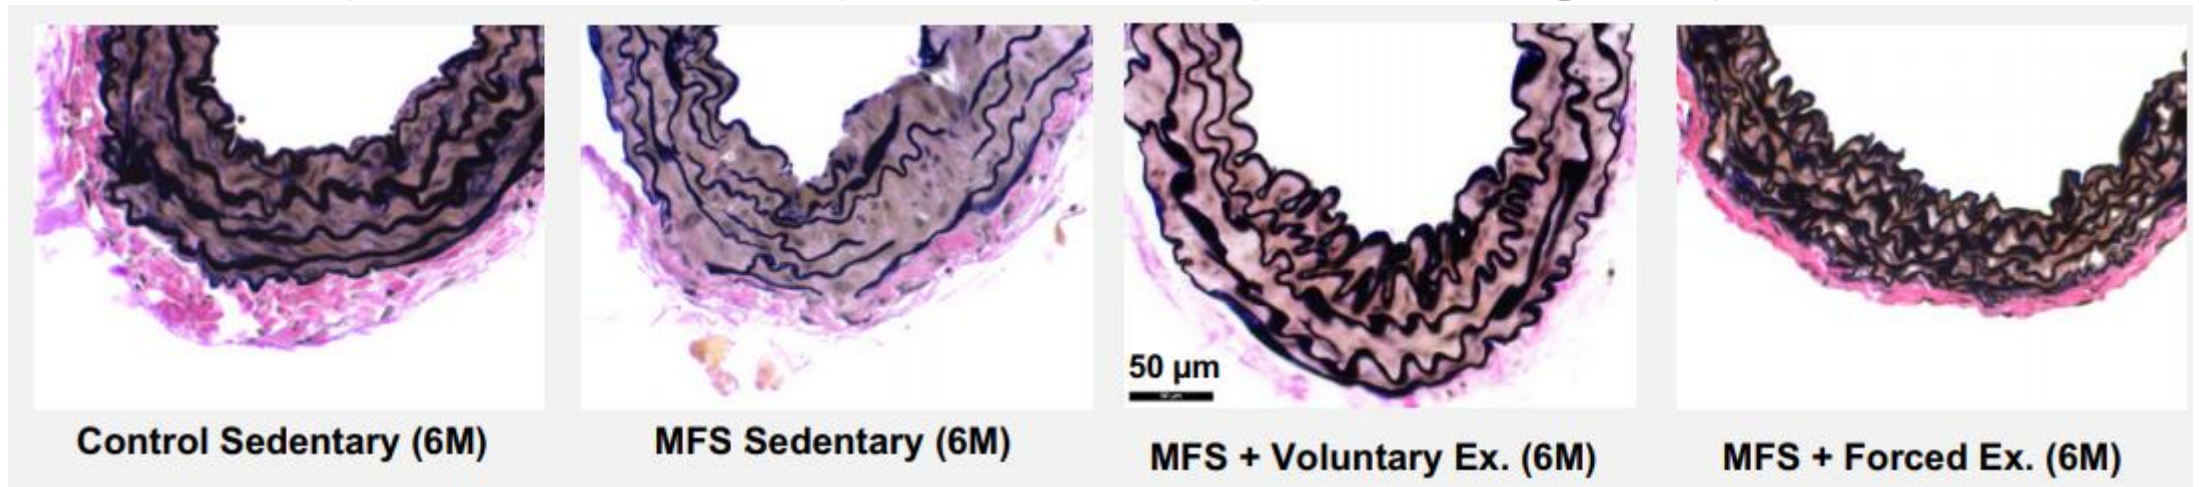 50 µm
Control Sedentary (6M)
MFS Sedentary (6M)
MFS + Voluntary Ex. (6M)
MFS + Forced Ex. (6M)